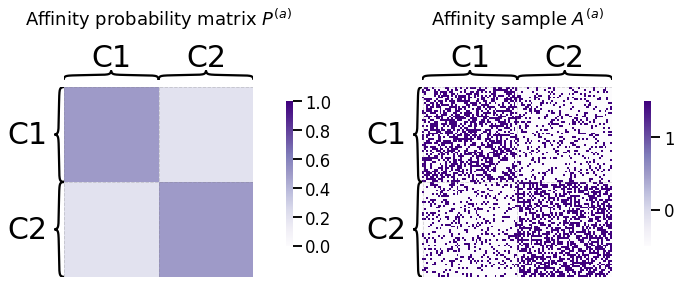 Affinity probability matrix P^(a)
C1 C2
C1
C2
1.0
0.8
0.6
0.4
0.2
0.0
Affinity sample A^(a)
C1 C2
C1
C2
1
0